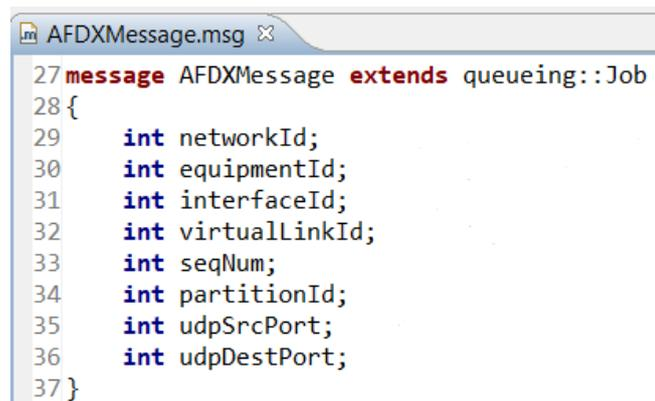 AFDXMessage.msg
27 message AFDXMessage extends queueing::Job
28 {
29     int networkId;
30     int equipmentId;
31     int interfaceId;
32     int virtualLinkId;
33     int seqNum;
34     int partitionId;
35     int udpSrcPort;
36     int udpDestPort;
37 }